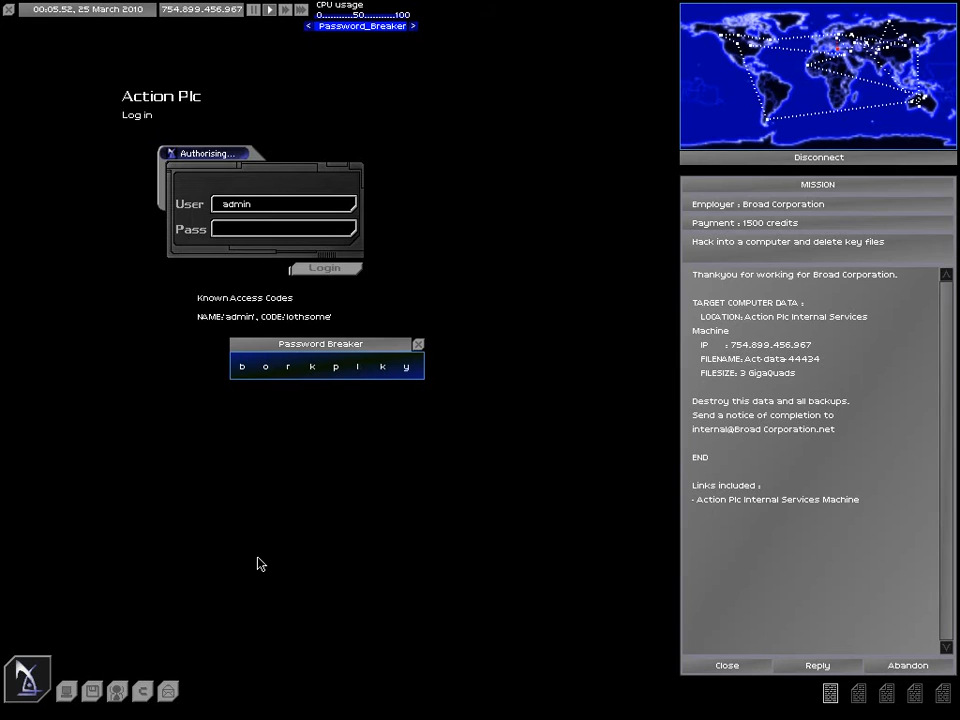 00:05.52, 25 March 2010
754.899.456.967
CPU usage
0..........50..........100
< Password_Breaker >
Action Plc
Log in
Authorising...
User admin
Pass
Login
Known Access Codes
NAME:'admin', CODE:'lothsome'
Password Breaker
b o r k p l k y
Disconnect
MISSION
Employer : Broad Corporation
Payment : 1500 credits
Hack into a computer and delete key files
Thankyou for working for Broad Corporation.
TARGET COMPUTER DATA :
LOCATION: Action Plc Internal Services
Machine
IP : 754.899.456.967
FILENAME: Act-data-44434
FILESIZE: 3 GigaQuads
Destroy this data and all backups.
Send a notice of completion to
internal@Broad Corporation.net
END
Links included :
- Action Plc Internal Services Machine
Close Reply Abandon